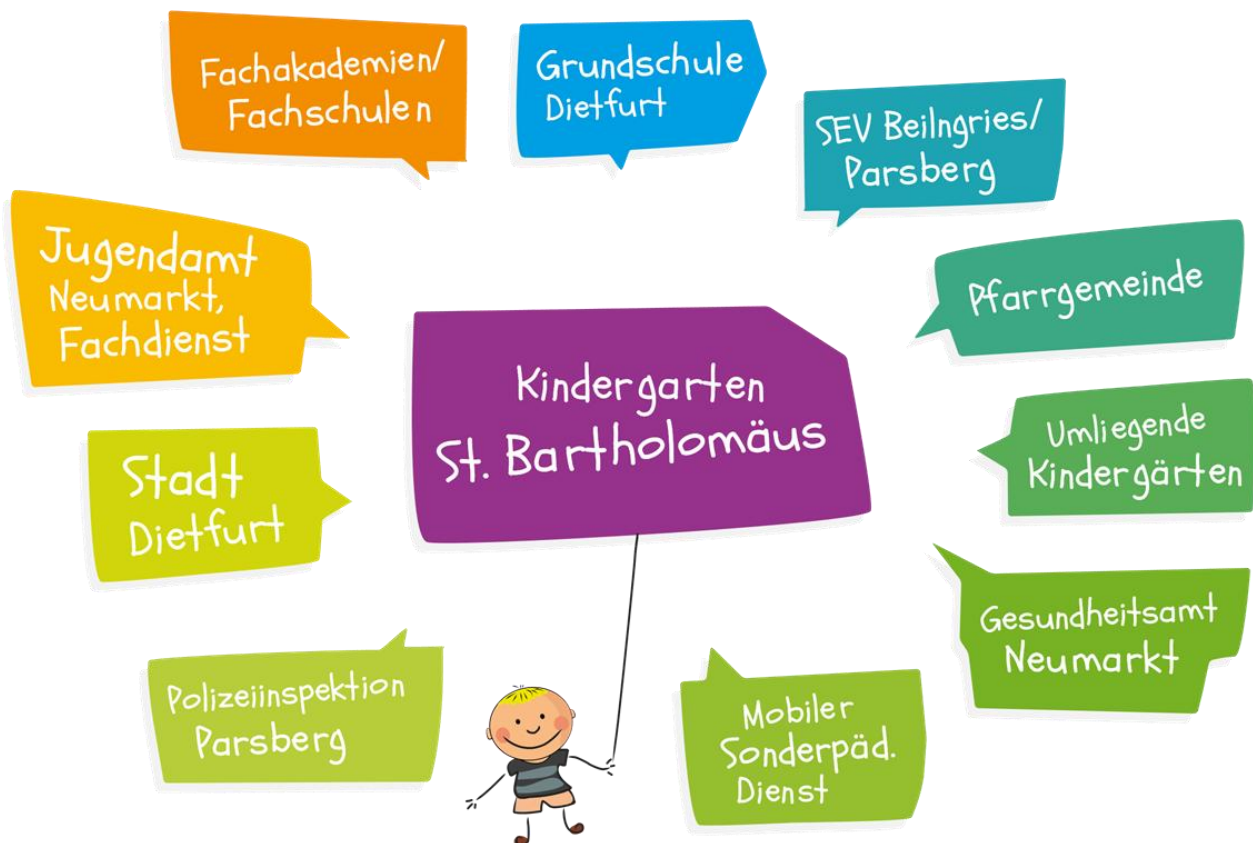 Fachakademien/
Fachschulen
Grundschule
Dietfurt
SEV Beilngries/
Parsberg
Jugendamt
Neumarkt,
Fachdienst
Pfarrgemeinde
Kindergarten
St. Bartholomäus
Umliegende
Kindergärten
Stadt
Dietfurt
Gesundheitsamt
Neumarkt
Polizeiinspektion
Parsberg
Mobiler
Sonderpäd.
Dienst